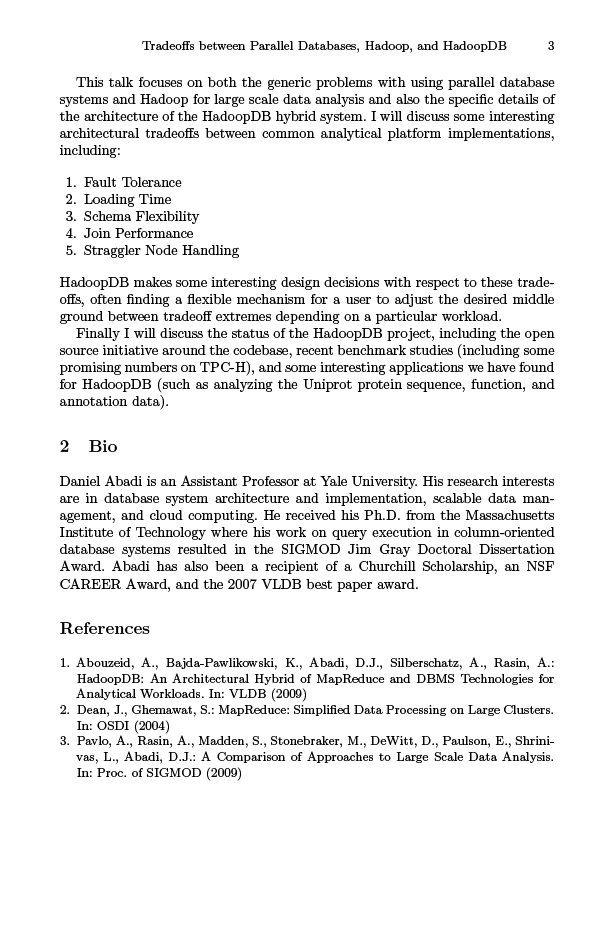 Tradeoffs between Parallel Databases, Hadoop, and HadoopDB 3
This talk focuses on both the generic problems with using parallel database
systems and Hadoop for large scale data analysis and also the specific details of
the architecture of the HadoopDB hybrid system. I will discuss some interesting
architectural tradeoffs between common analytical platform implementations,
including:
1. Fault Tolerance
2. Loading Time
3. Schema Flexibility
4. Join Performance
5. Straggler Node Handling
HadoopDB makes some interesting design decisions with respect to these trade-
offs, often finding a flexible mechanism for a user to adjust the desired middle
ground between tradeoff extremes depending on a particular workload.
Finally I will discuss the status of the HadoopDB project, including the open
source initiative around the codebase, recent benchmark studies (including some
promising numbers on TPC-H), and some interesting applications we have found
for HadoopDB (such as analyzing the Uniprot protein sequence, function, and
annotation data).
2 Bio
Daniel Abadi is an Assistant Professor at Yale University. His research interests
are in database system architecture and implementation, scalable data man-
agement, and cloud computing. He received his Ph.D. from the Massachusetts
Institute of Technology where his work on query execution in column-oriented
database systems resulted in the SIGMOD Jim Gray Doctoral Dissertation
Award. Abadi has also been a recipient of a Churchill Scholarship, an NSF
CAREER Award, and the 2007 VLDB best paper award.
References
1. Abouzeid, A., Bajda-Pawlikowski, K., Abadi, D.J., Silberschatz, A., Rasin, A.:
HadoopDB: An Architectural Hybrid of MapReduce and DBMS Technologies for
Analytical Workloads. In: VLDB (2009)
2. Dean, J., Ghemawat, S.: MapReduce: Simplified Data Processing on Large Clusters.
In: OSDI (2004)
3. Pavlo, A., Rasin, A., Madden, S., Stonebraker, M., DeWitt, D., Paulson, E., Shrini-
vas, L., Abadi, D.J.: A Comparison of Approaches to Large Scale Data Analysis.
In: Proc. of SIGMOD (2009)